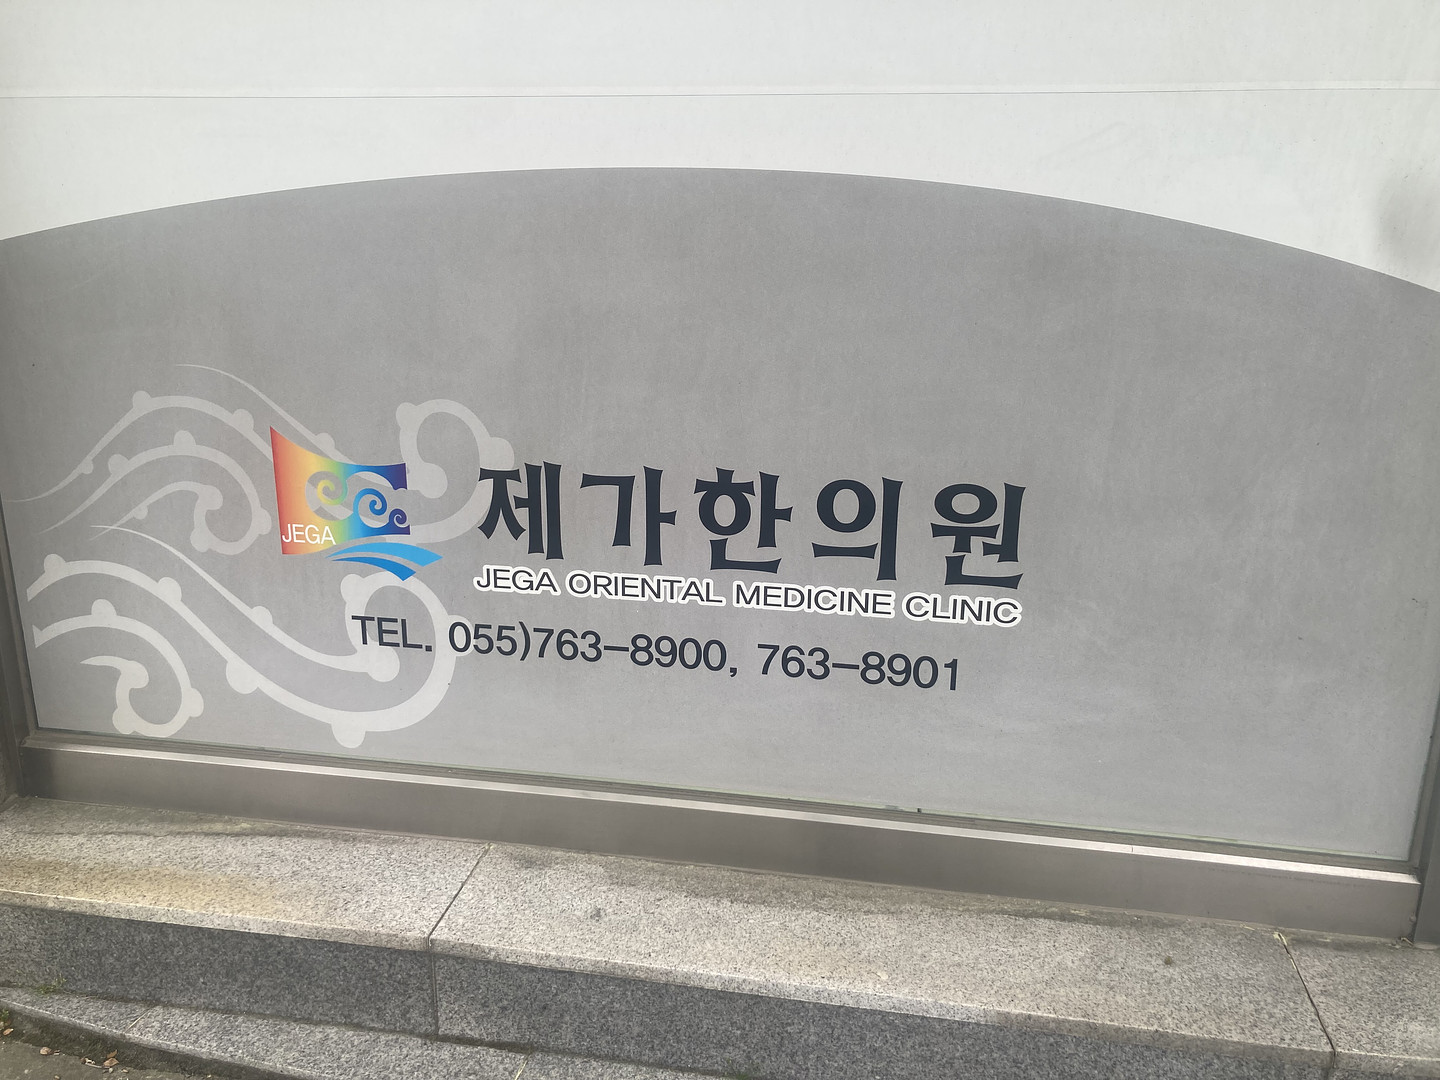 JEGA
제가한의원
JEGA ORIENTAL MEDICINE CLINIC
TEL. 055)763-8900, 763-8901